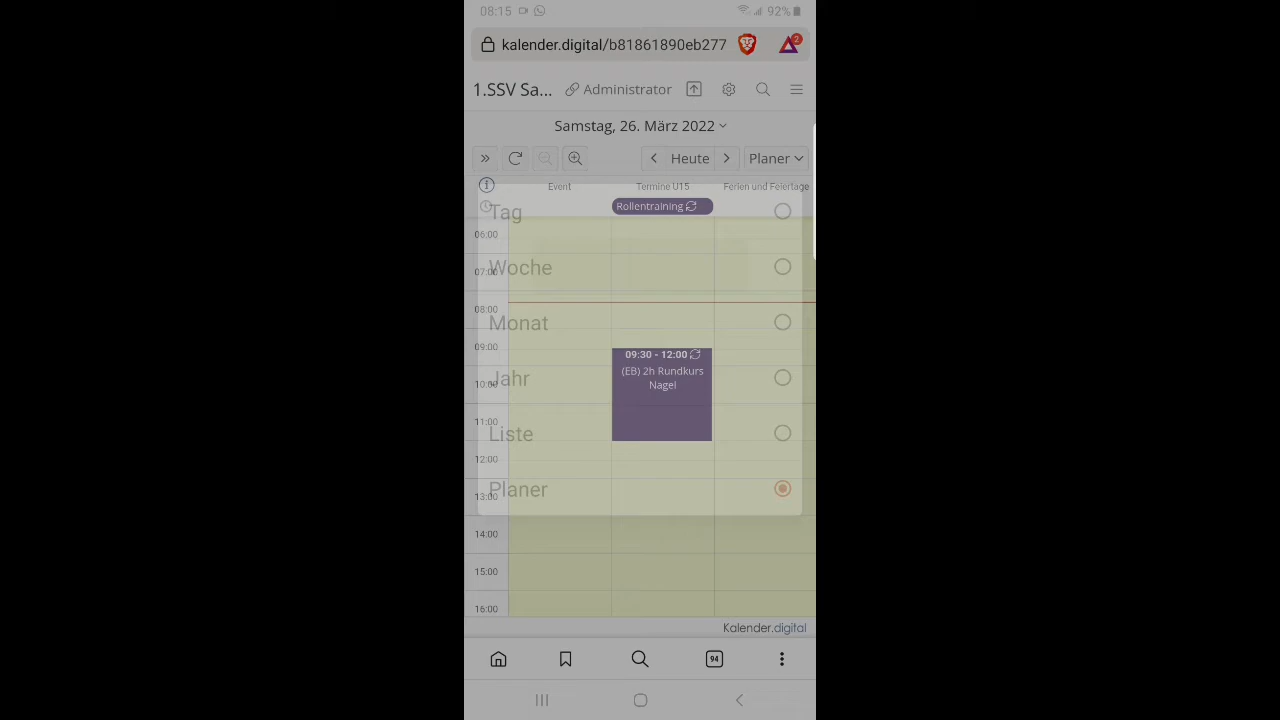 08:15
92%
kalender.digital/b81861890eb277
2
1.SSV Sa... Administrator
Samstag, 26. März 2022
Heute
Planer
Event
Termine U15
Ferien und Feiertage
Rollentraining
Tag
06:00
Woche
07:00
08:00
Monat
09:00
09:30 - 12:00
(EB) 2h Rundkurs
Nagel
Jahr
10:00
11:00
Liste
12:00
Planer
13:00
14:00
15:00
16:00
Kalender.digital
94